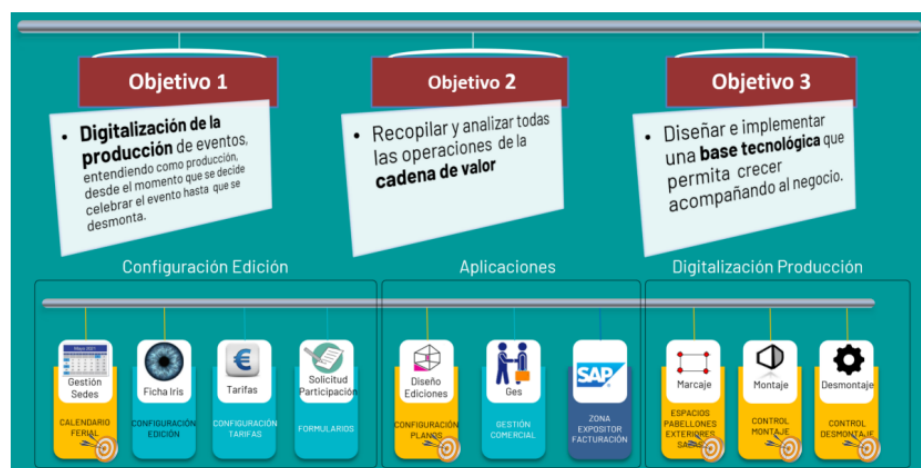 Objetivo 1
• Digitalización de la
producción de eventos,
entendiendo como producción,
desde el momento que se decide
celebrar el evento hasta que se
desmonta.
Objetivo 2
• Recopilar y analizar todas
las operaciones de la
cadena de valor
Objetivo 3
• Diseñar e implementar
una base tecnológica que
permita crecer
acompañando al negocio.
Configuración Edición
Mayo 2021
Gestión
Sedes
CALENDARIO
FERIAL
Ficha Iris
CONFIGURACIÓN
EDICIÓN
€
Tarifas
CONFIGURACIÓN
TARIFAS
Solicitud
Participación
FORMULARIOS
Aplicaciones
Diseño
Ediciones
CONFIGURACIÓN
PLANOS
Ges
GESTIÓN
COMERCIAL
SAP
ZONA
EXPOSITOR
FACTURACIÓN
Digitalización Producción
Marcaje
ESPACIOS
PABELLONES
EXTERIORES
SALAS
Montaje
CONTROL
MONTAJE
Desmontaje
CONTROL
DESMONTAJE